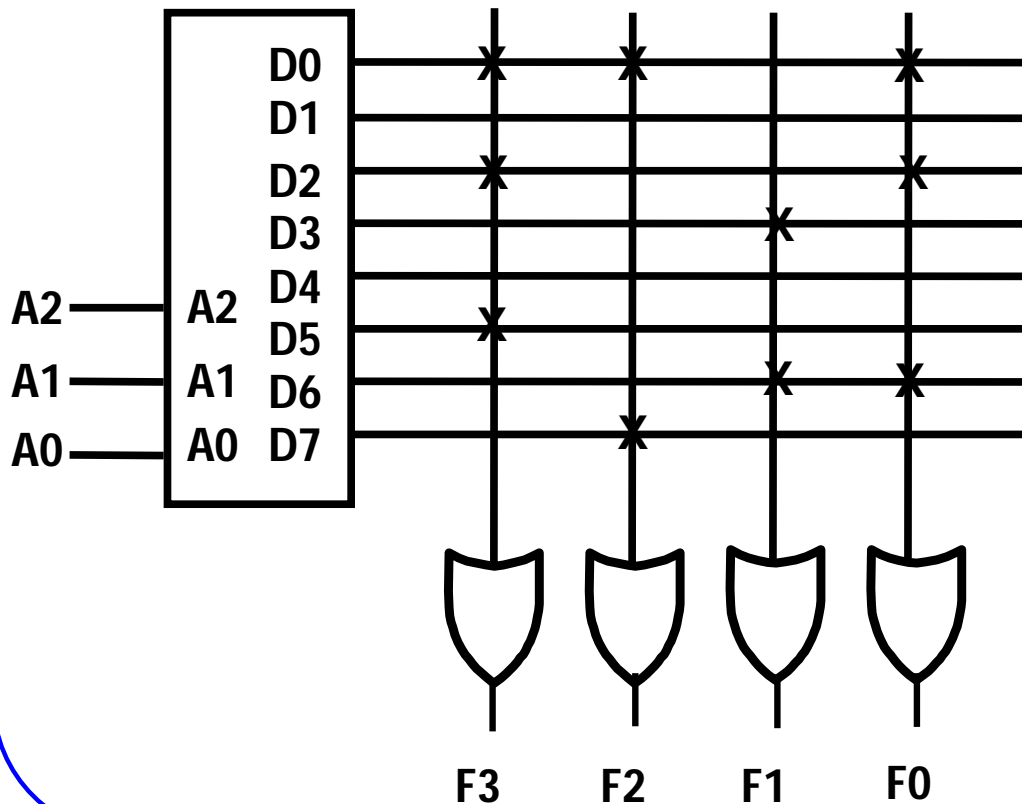 D0
D1
D2
D3
D4
A2 A2
D5
A1 A1
D6
A0 A0 D7
X X X
X X
X
X
X X
X
F3 F2 F1 F0